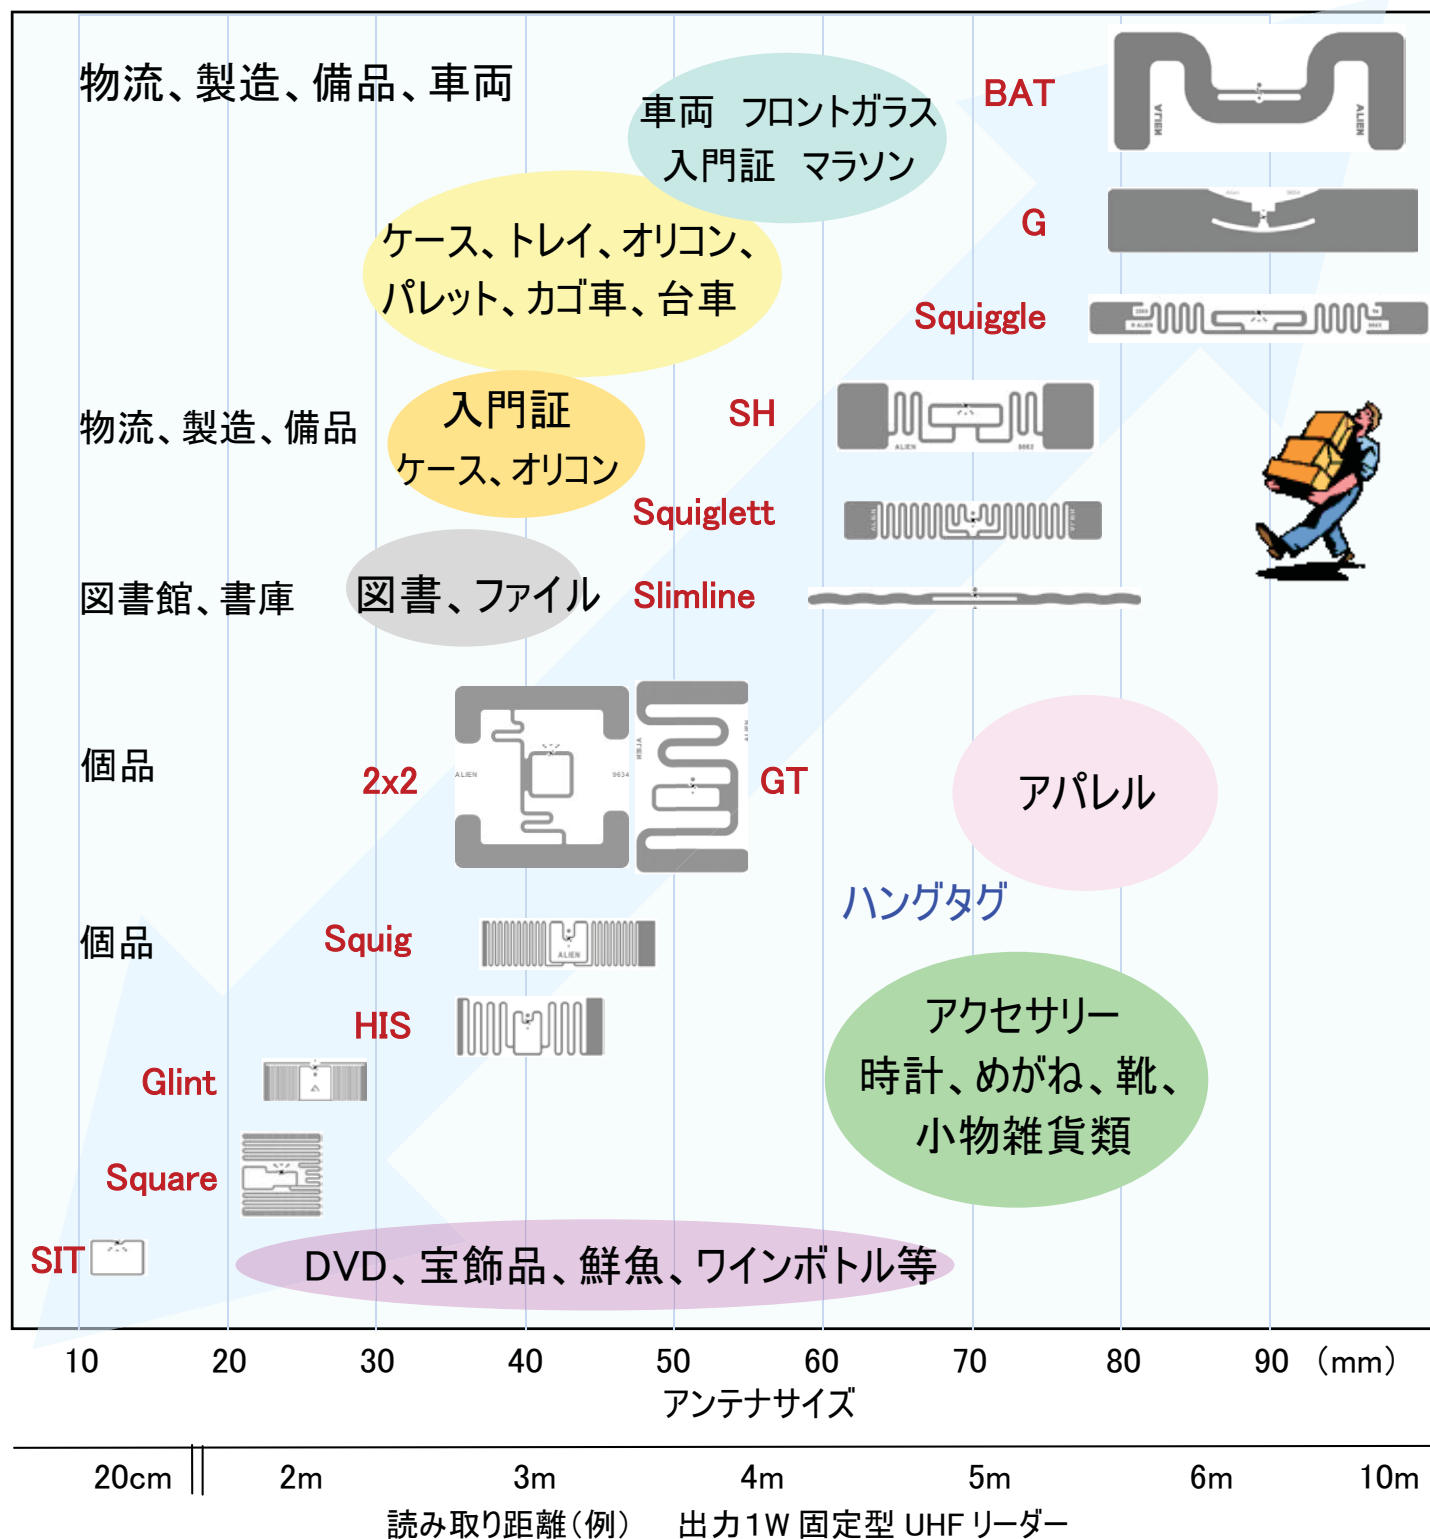 物流、製造、備品、車両
車両　フロントガラス
入門証　マラソン
BAT
ALIEN
ALIEN
ケース、トレイ、オリコン、
パレット、カゴ車、台車
G
Squiggle
物流、製造、備品
入門証
ケース、オリコン
SH
ALIEN
Squiglett
図書館、書庫
図書、ファイル
Slimline
個品
2x2
ALIEN
9634
ALIEN
GT
アパレル
ハングタグ
個品
Squig
ALIEN
HIS
アクセサリー
時計、めがね、靴、
小物雑貨類
Glint
Square
SIT
DVD、宝飾品、鮮魚、ワインボトル等
10 20 30 40 50 60 70 80 90 （mm）
アンテナサイズ
20cm 2m 3m 4m 5m 6m 10m
読み取り距離（例）　出力1W 固定型 UHF リーダー